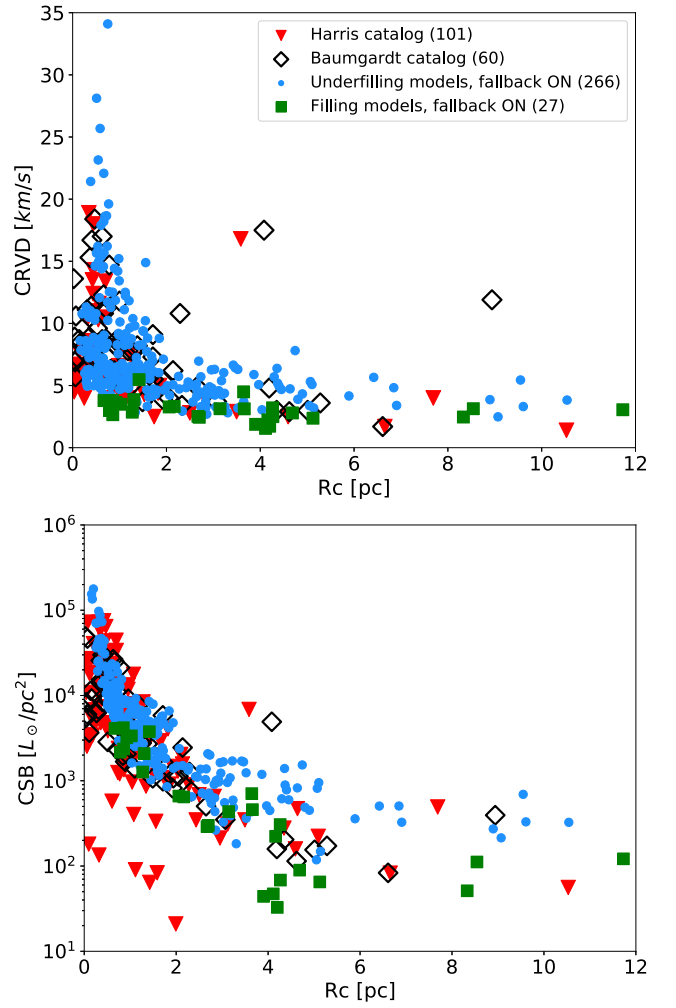 35
30
25
20
15
10
5
0
CRVD [km/s]
Harris catalog (101)
Baumgardt catalog (60)
Underfilling models, fallback ON (266)
Filling models, fallback ON (27)
0 2 4 6 8 10 12
Rc [pc]
10^6
10^5
10^4
10^3
10^2
10^1
CSB [L⊙/pc^2]
0 2 4 6 8 10 12
Rc [pc]